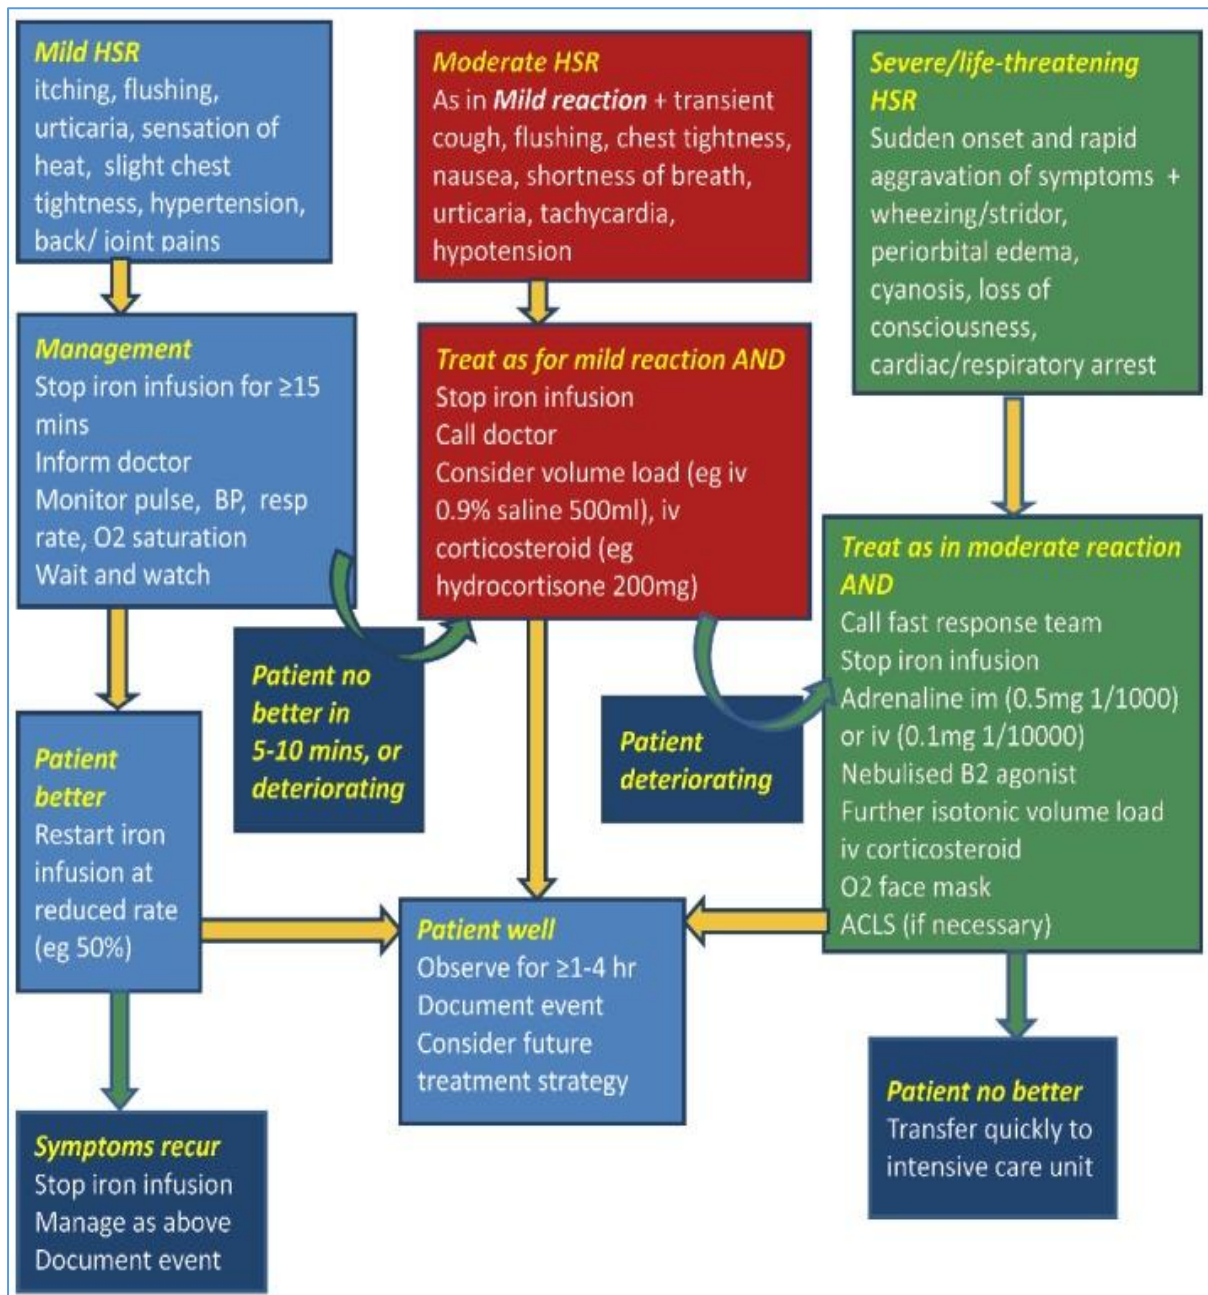 Mild HSR
itching, flushing,
urticaria, sensation of
heat, slight chest
tightness, hypertension,
back/ joint pains
Management
Stop iron infusion for ≥15
mins
Inform doctor
Monitor pulse, BP, resp
rate, O2 saturation
Wait and watch
Patient
better
Restart iron
infusion at
reduced rate
(eg 50%)
Symptoms recur
Stop iron infusion
Manage as above
Document event
Patient no
better in
5-10 mins, or
deteriorating
Moderate HSR
As in Mild reaction + transient
cough, flushing, chest tightness,
nausea, shortness of breath,
urticaria, tachycardia,
hypotension
Treat as for mild reaction AND
Stop iron infusion
Call doctor
Consider volume load (eg iv
0.9% saline 500ml), iv
corticosteroid (eg
hydrocortisone 200mg)
Patient
deteriorating
Patient well
Observe for ≥1-4 hr
Document event
Consider future
treatment strategy
Severe/life-threatening
HSR
Sudden onset and rapid
aggravation of symptoms +
wheezing/stridor,
periorbital edema,
cyanosis, loss of
consciousness,
cardiac/respiratory arrest
Treat as in moderate reaction
AND
Call fast response team
Stop iron infusion
Adrenaline im (0.5mg 1/1000)
or iv (0.1mg 1/10000)
Nebulised B2 agonist
Further isotonic volume load
iv corticosteroid
O2 face mask
ACLS (if necessary)
Patient no better
Transfer quickly to
intensive care unit